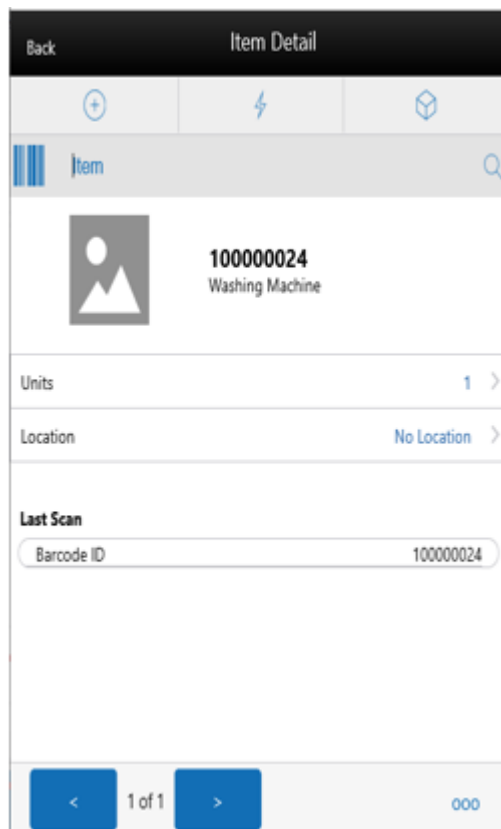 Back
Item Detail
Item
100000024
Washing Machine
Units 1 >
Location No Location >
Last Scan
Barcode ID 100000024
< 1 of 1 > ooo